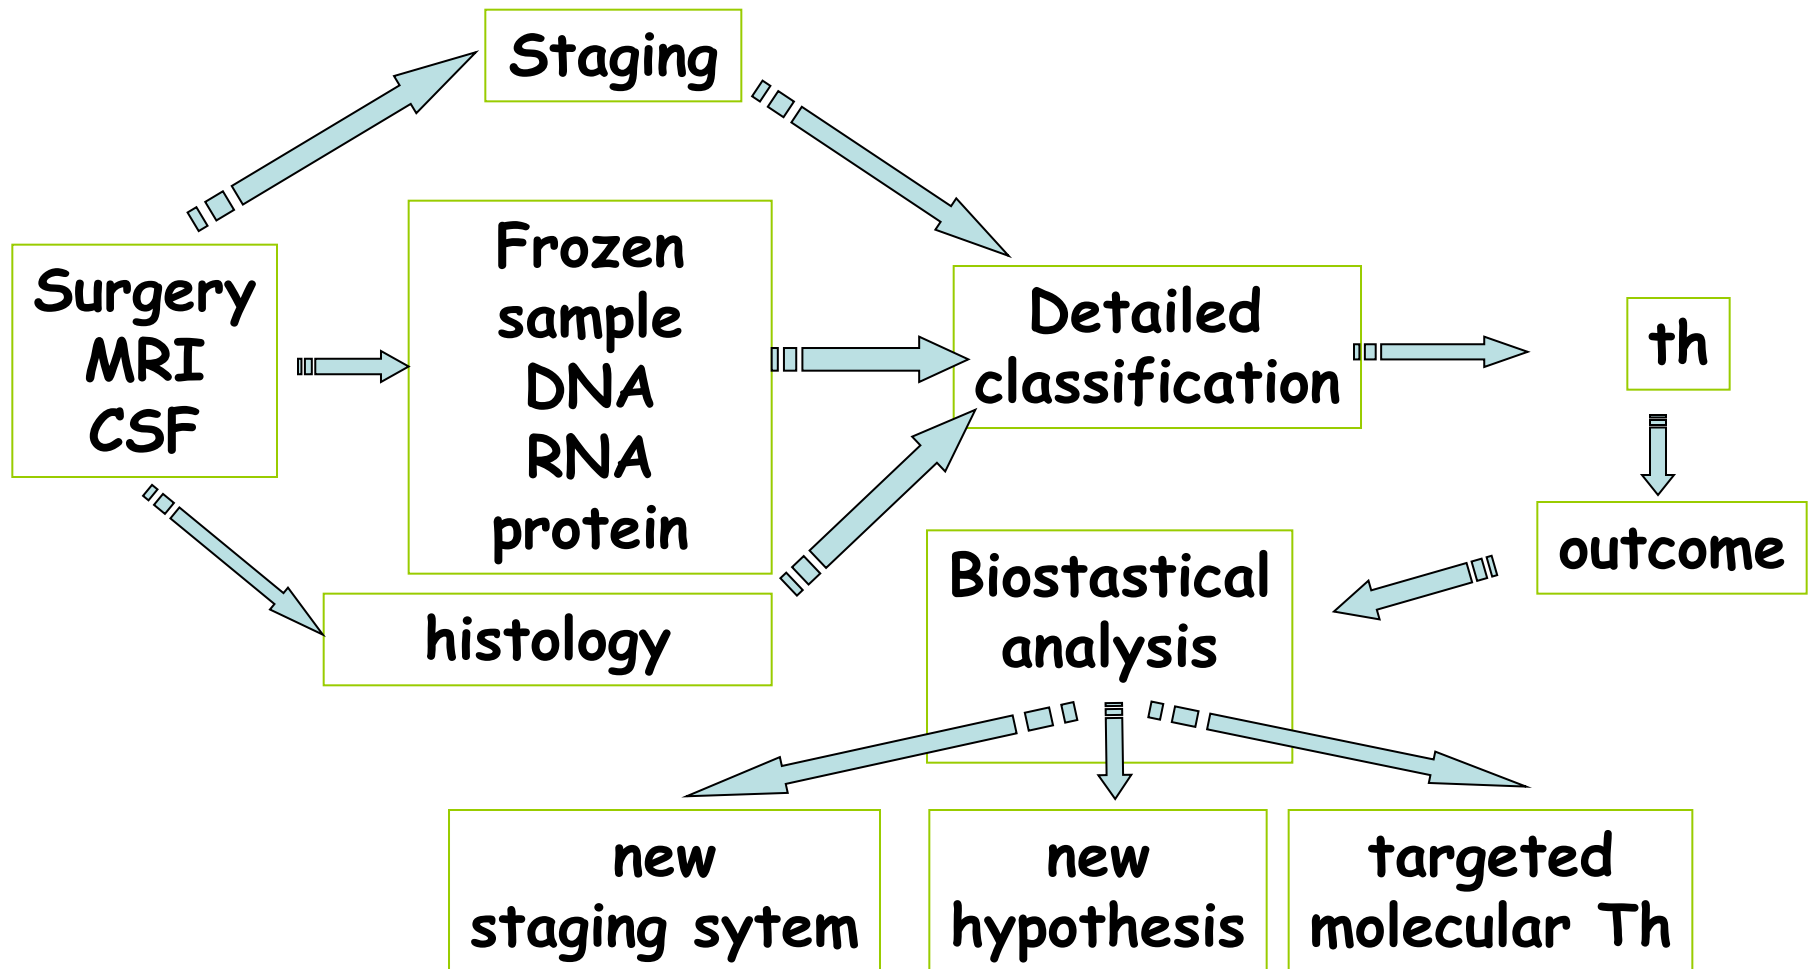 Staging
Surgery
MRI
CSF
Frozen
sample
DNA
RNA
protein
histology
Detailed
classification
th
outcome
Biostastical
analysis
new
staging sytem
new
hypothesis
targeted
molecular Th